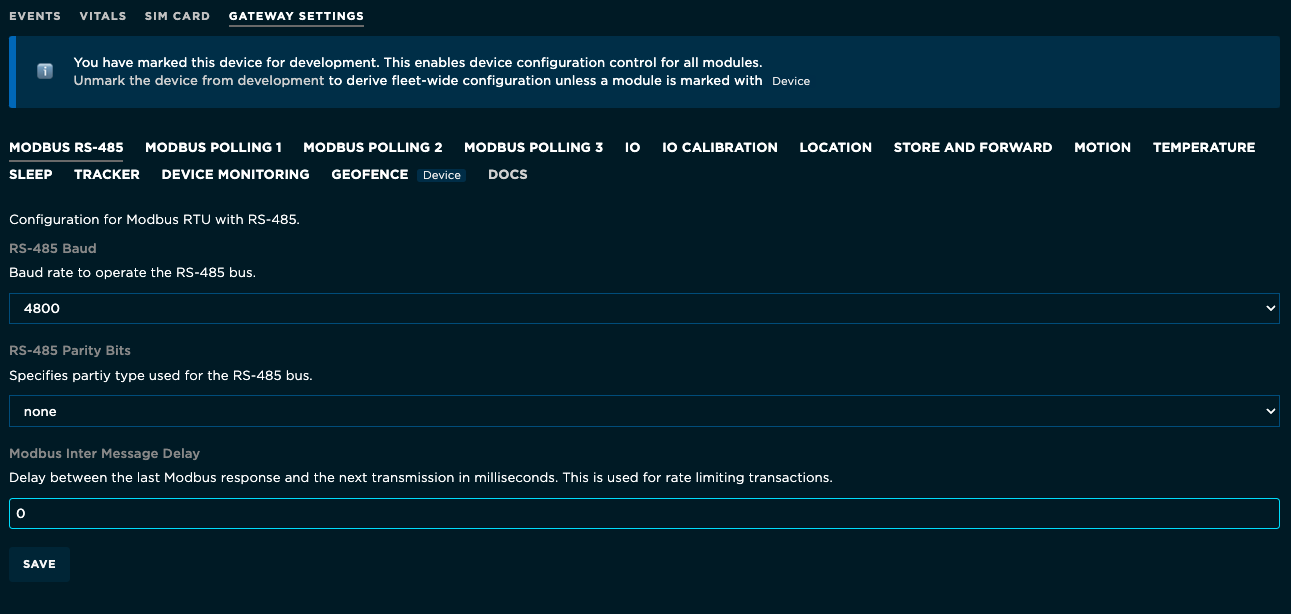 EVENTS VITALS SIM CARD GATEWAY SETTINGS
You have marked this device for development. This enables device configuration control for all modules.
Unmark the device from development to derive fleet-wide configuration unless a module is marked with Device
MODBUS RS-485 MODBUS POLLING 1 MODBUS POLLING 2 MODBUS POLLING 3 IO IO CALIBRATION LOCATION STORE AND FORWARD MOTION TEMPERATURE
SLEEP TRACKER DEVICE MONITORING GEOFENCE Device DOCS
Configuration for Modbus RTU with RS-485.
RS-485 Baud
Baud rate to operate the RS-485 bus.
4800
RS-485 Parity Bits
Specifies partiy type used for the RS-485 bus.
none
Modbus Inter Message Delay
Delay between the last Modbus response and the next transmission in milliseconds. This is used for rate limiting transactions.
0
SAVE